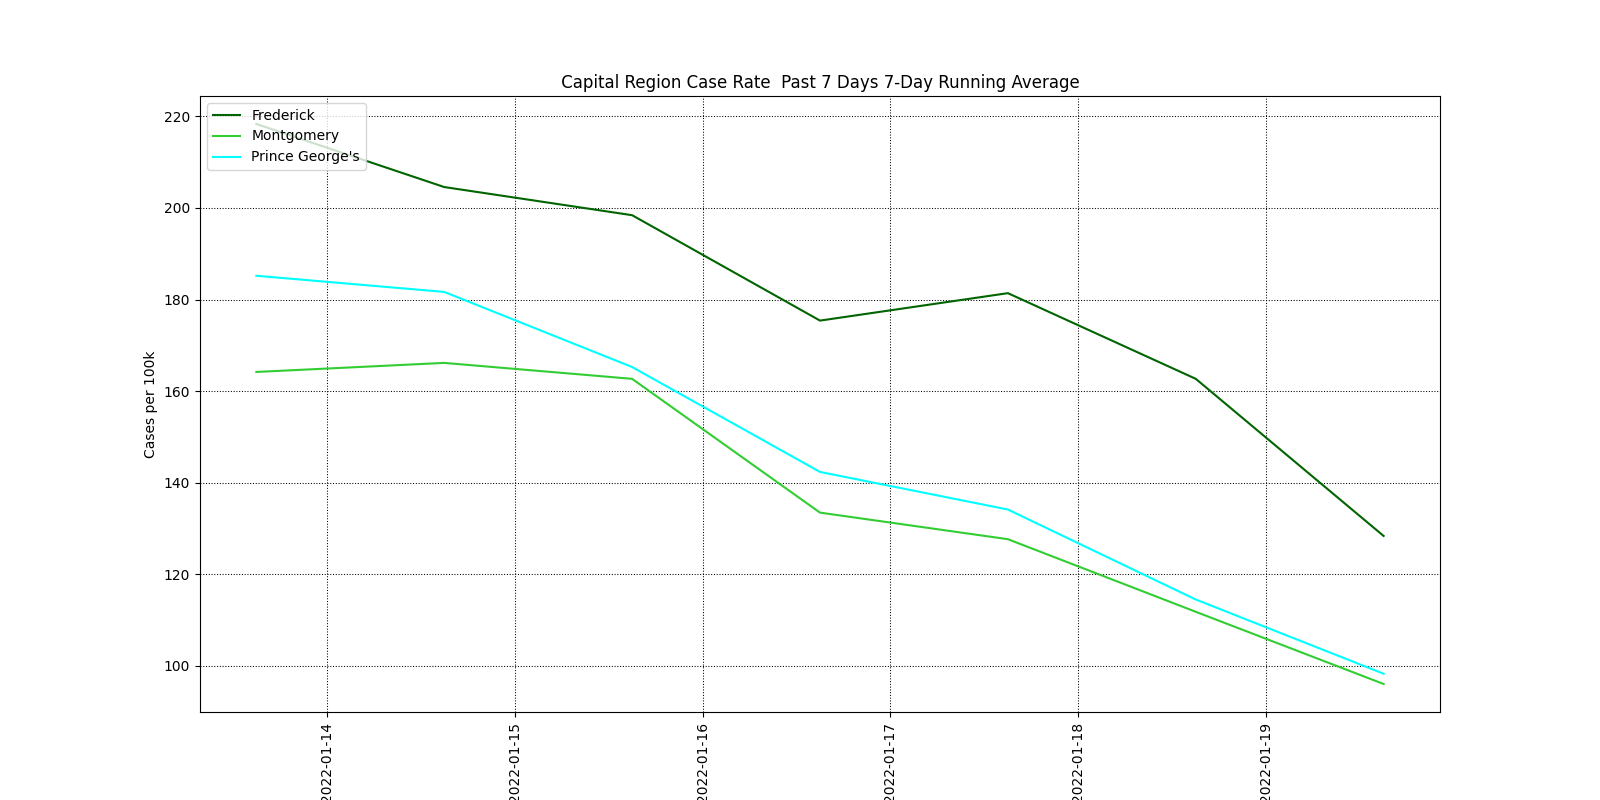 Capital Region Case Rate  Past 7 Days 7-Day Running Average
Frederick
Montgomery
Prince George's
Cases per 100k
220
200
180
160
140
120
100
2022-01-14
2022-01-15
2022-01-16
2022-01-17
2022-01-18
2022-01-19